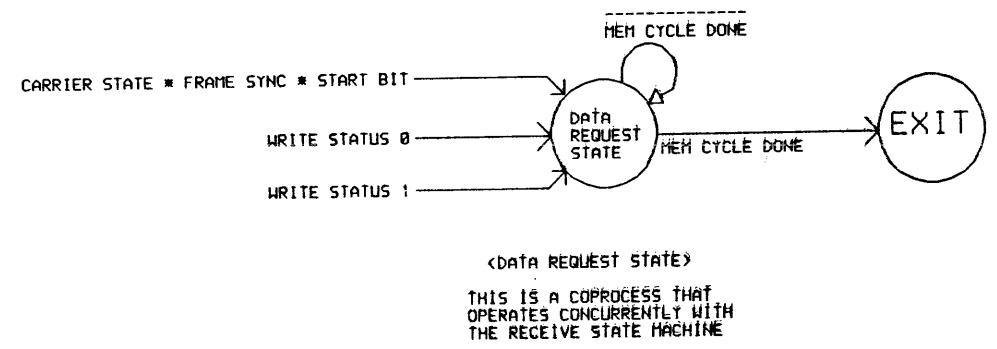 MEM CYCLE DONE
CARRIER STATE * FRAME SYNC * START BIT
DATA
REQUEST
STATE
EXIT
WRITE STATUS 0
MEM CYCLE DONE
WRITE STATUS 1
<DATA REQUEST STATE>
THIS IS A COPROCESS THAT
OPERATES CONCURRENTLY WITH
THE RECEIVE STATE MACHINE